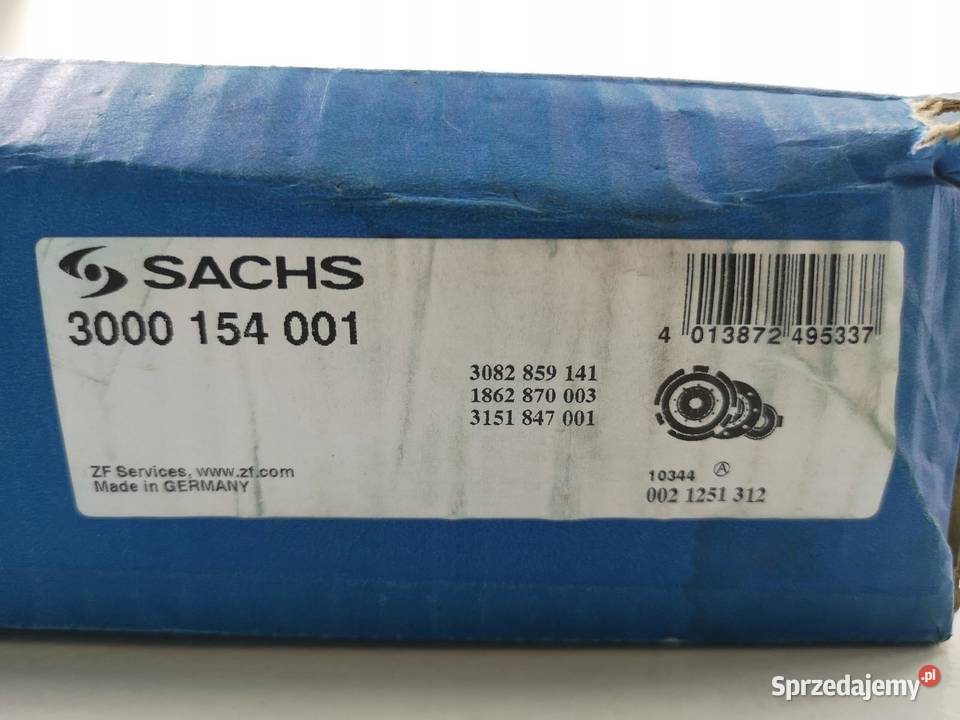 SACHS
3000 154 001
4 013872 495337
3082 859 141
1862 870 003
3151 847 001
ZF Services, www.zf.com
Made in GERMANY
10344 A
002 1251 312
Sprzedajemy.pl